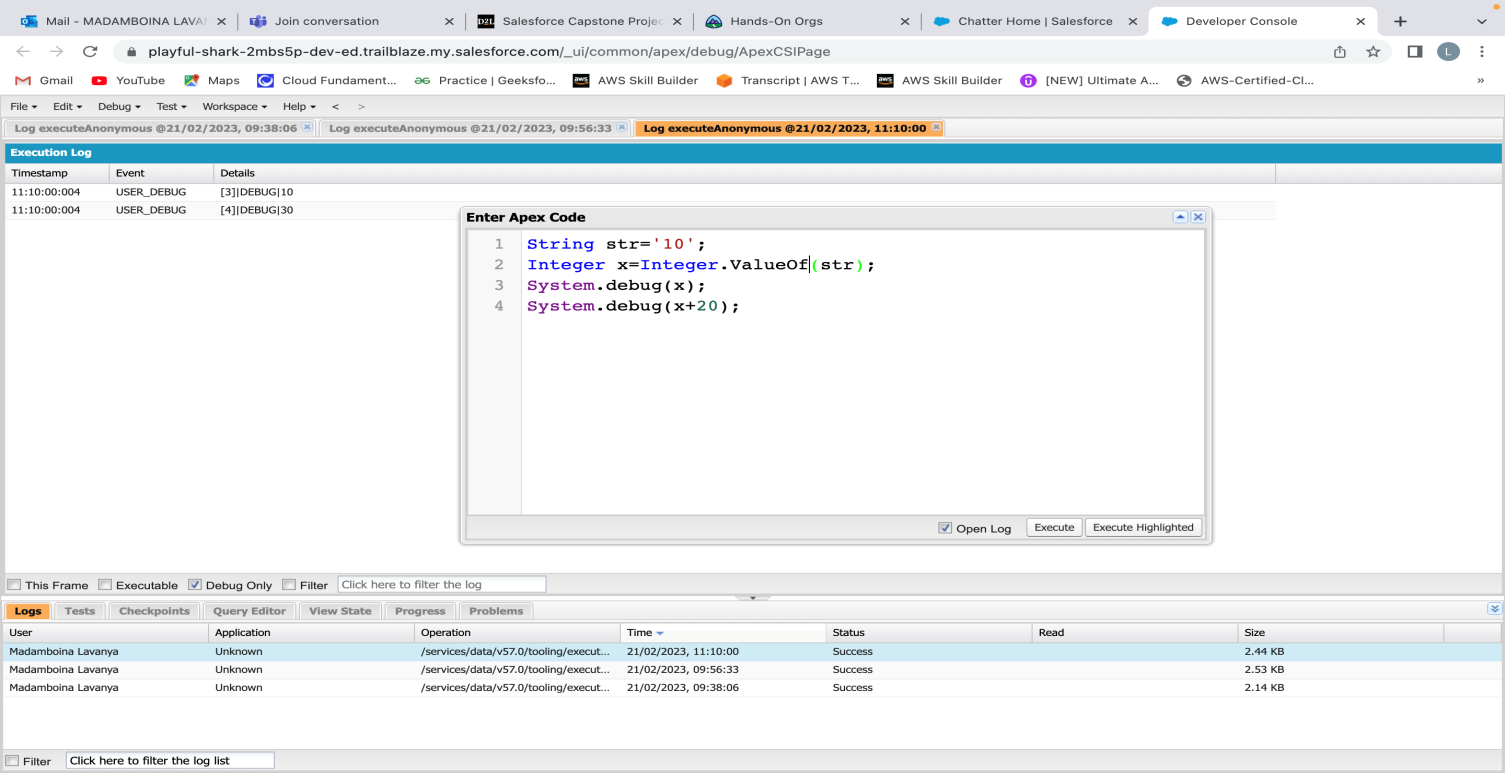 Mail - MADAMBOINA LAVA
Join conversation
D2L Salesforce Capstone Projec
Hands-On Orgs
Chatter Home | Salesforce
Developer Console
playful-shark-2mbs5p-dev-ed.trailblaze.my.salesforce.com/_ui/common/apex/debug/ApexCSIPage
L
Gmail YouTube Maps Cloud Fundament... Practice | Geeksfo... aws AWS Skill Builder Transcript | AWS T... aws AWS Skill Builder [NEW] Ultimate A... AWS-Certified-Cl... »
File Edit Debug Test Workspace Help < >
Log executeAnonymous @21/02/2023, 09:38:06 Log executeAnonymous @21/02/2023, 09:56:33 Log executeAnonymous @21/02/2023, 11:10:00
Execution Log
Timestamp Event Details
11:10:00:004 USER_DEBUG [3]|DEBUG|10
11:10:00:004 USER_DEBUG [4]|DEBUG|30
Enter Apex Code
1 String str='10';
2 Integer x=Integer.ValueOf(str);
3 System.debug(x);
4 System.debug(x+20);
Open Log Execute Execute Highlighted
This Frame Executable Debug Only Filter Click here to filter the log
Logs Tests Checkpoints Query Editor View State Progress Problems
User Application Operation Time Status Read Size
Madamboina Lavanya Unknown /services/data/v57.0/tooling/execut... 21/02/2023, 11:10:00 Success 2.44 KB
Madamboina Lavanya Unknown /services/data/v57.0/tooling/execut... 21/02/2023, 09:56:33 Success 2.53 KB
Madamboina Lavanya Unknown /services/data/v57.0/tooling/execut... 21/02/2023, 09:38:06 Success 2.14 KB
Filter Click here to filter the log list